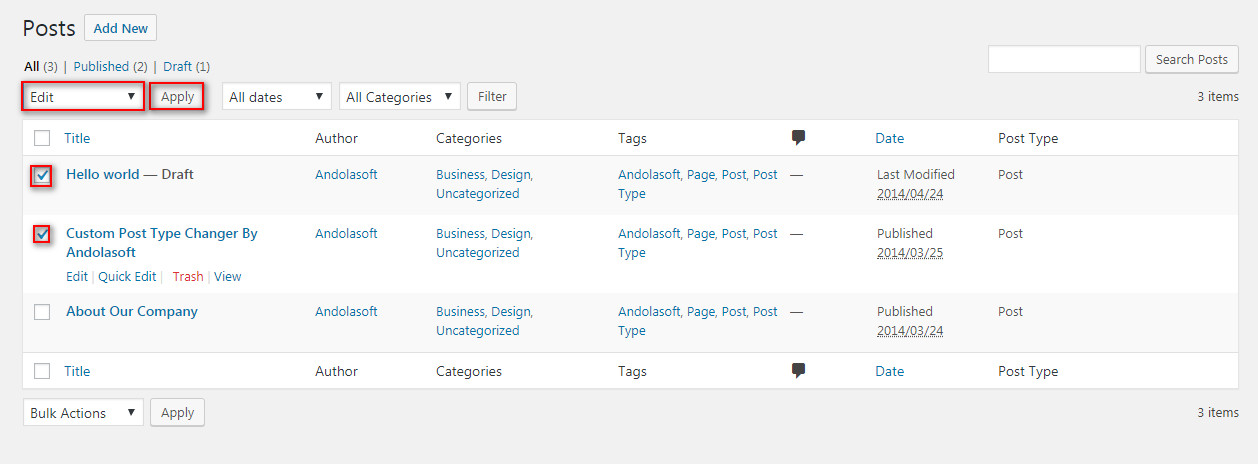 Posts Add New
All (3) | Published (2) | Draft (1)
Search Posts
Edit Apply All dates All Categories Filter 3 items
Title Author Categories Tags Date Post Type
Hello world — Draft Andolasoft Business, Design, Andolasoft, Page, Post, Post — Last Modified Post
Uncategorized Type 2014/04/24
Custom Post Type Changer By Andolasoft Business, Design, Andolasoft, Page, Post, Post — Published Post
Andolasoft Uncategorized Type 2014/03/25
Edit | Quick Edit | Trash | View
About Our Company Andolasoft Business, Design, Andolasoft, Page, Post, Post — Published Post
Uncategorized Type 2014/03/24
Title Author Categories Tags Date Post Type
Bulk Actions Apply 3 items